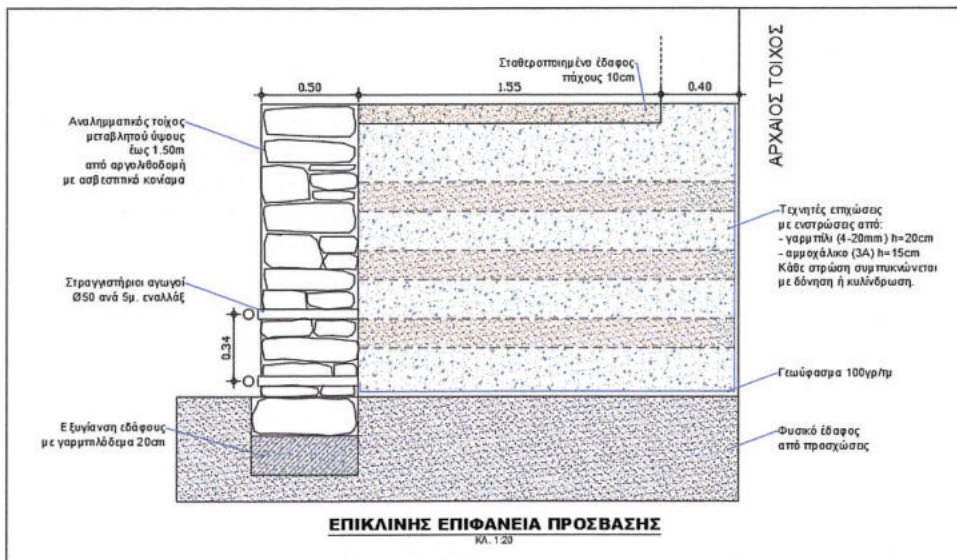 Σταθεροποιημένο έδαφος
πάχους 10cm
0.50
1.55
0.40
ΑΡΧΑΙΟΣ ΤΟΙΧΟΣ
Αναλημματικός τοίχος
μεταβλητού ύψους
έως 1.50m
από αργολιθοδομή
με ασβεστιτικό κονίαμα
Τεχνητές επιχώσεις
με ενστρώσεις από:
- γαρμπίλι (4-20mm) h=20cm
- αμμοχάλικο (3Α) h=15cm
Κάθε στρώση συμπυκνώνεται
με δόνηση ή κυλίνδρωση.
Στραγγιστήριοι αγωγοί
Ø50 ανά 5μ. εναλλάξ
0.34
Γεωύφασμα 100γρ/τμ
Εξυγίανση εδάφους
με γαρμπιλόδεμα 20cm
Φυσικό έδαφος
από προσχώσεις
ΕΠΙΚΛΙΝΗΣ ΕΠΙΦΑΝΕΙΑ ΠΡΟΣΒΑΣΗΣ
ΚΛ. 1:20